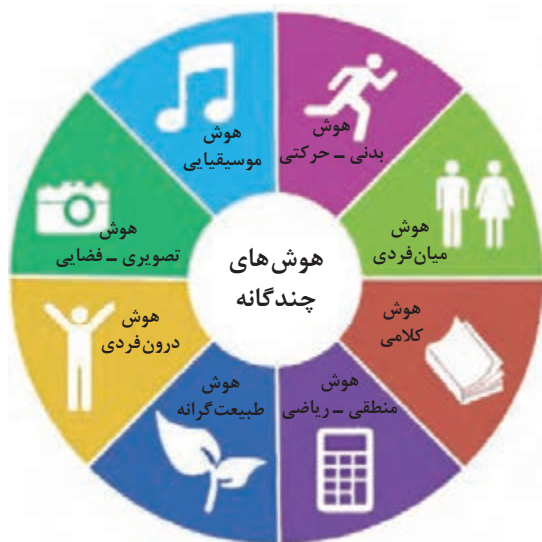 هوش‌های
چندگانه
هوش
بدنی ـ حرکتی
هوش
میان‌فردی
هوش
کلامی
هوش
منطقی ـ ریاضی
هوش
طبیعت‌گرانه
هوش
درون‌فردی
هوش
تصویری ـ فضایی
هوش
موسیقیایی